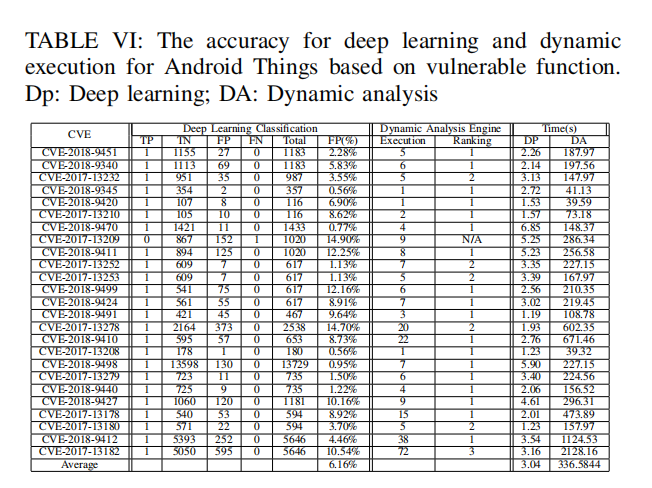 TABLE VI: The accuracy for deep learning and dynamic
execution for Android Things based on vulnerable function.
Dp: Deep learning; DA: Dynamic analysis
CVE Deep Learning Classification Dynamic Analysis Engine Time(s)
TP TN FP FN Total FP(%) Execution Ranking DP DA
CVE-2018-9451 1 1155 27 0 1183 2.28% 5 1 2.26 187.97
CVE-2018-9340 1 1113 69 0 1183 5.83% 6 1 2.14 197.56
CVE-2017-13232 1 951 35 0 987 3.55% 5 2 3.13 147.97
CVE-2018-9345 1 354 2 0 357 0.56% 1 1 2.72 41.13
CVE-2018-9420 1 107 8 0 116 6.90% 1 1 1.53 39.59
CVE-2017-13210 1 105 10 0 116 8.62% 2 1 1.57 73.18
CVE-2018-9470 1 1421 11 0 1433 0.77% 4 1 6.85 148.37
CVE-2017-13209 0 867 152 1 1020 14.90% 9 N/A 5.25 286.34
CVE-2018-9411 1 894 125 0 1020 12.25% 8 1 5.23 256.58
CVE-2017-13252 1 609 7 0 617 1.13% 7 2 3.35 227.15
CVE-2017-13253 1 609 7 0 617 1.13% 5 2 3.39 167.97
CVE-2018-9499 1 541 75 0 617 12.16% 6 1 2.56 210.35
CVE-2018-9424 1 561 55 0 617 8.91% 7 1 3.02 219.45
CVE-2018-9491 1 421 45 0 467 9.64% 3 1 1.19 108.78
CVE-2017-13278 1 2164 373 0 2538 14.70% 20 2 1.93 602.35
CVE-2018-9410 1 595 57 0 653 8.73% 22 1 2.76 671.46
CVE-2017-13208 1 178 1 0 180 0.56% 1 1 1.23 39.32
CVE-2018-9498 1 13598 130 0 13729 0.95% 7 1 5.90 227.15
CVE-2017-13279 1 723 11 0 735 1.50% 6 1 3.40 224.56
CVE-2018-9440 1 725 9 0 735 1.22% 4 1 2.06 156.52
CVE-2018-9427 1 1060 120 0 1181 10.16% 9 1 4.61 296.31
CVE-2017-13178 1 540 53 0 594 8.92% 15 1 2.01 473.89
CVE-2017-13180 1 571 22 0 594 3.70% 5 2 1.23 157.97
CVE-2018-9412 1 5393 252 0 5646 4.46% 38 1 3.54 1124.53
CVE-2017-13182 1 5050 595 0 5646 10.54% 72 3 3.16 2128.16
Average 6.16% 3.04 336.5844